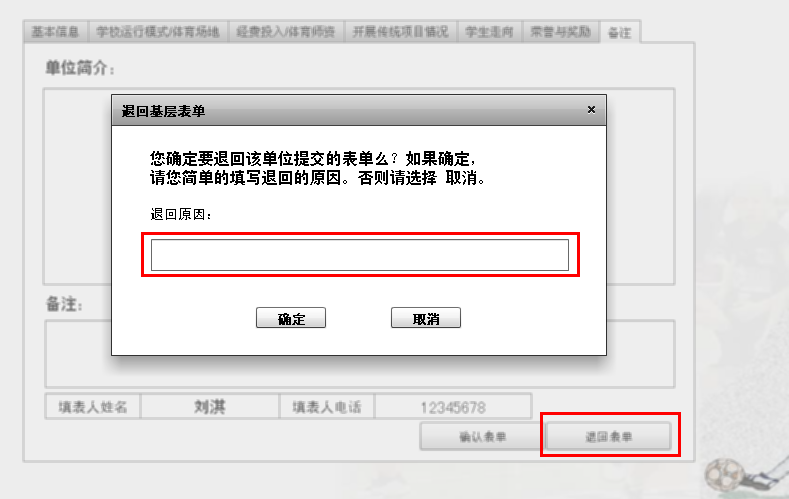 基本信息 学校运行模式/体育场地 经费投入/体育师资 开展传统项目情况 学生走向 荣誉与奖励 备注
单位简介：
退回基层表单 ×
您确定要退回该单位提交的表单么？如果确定，
请您简单的填写退回的原因。否则请选择 取消。
退回原因：
确定 取消
备注：
填表人姓名 刘淇 填表人电话 12345678
确认表单 退回表单